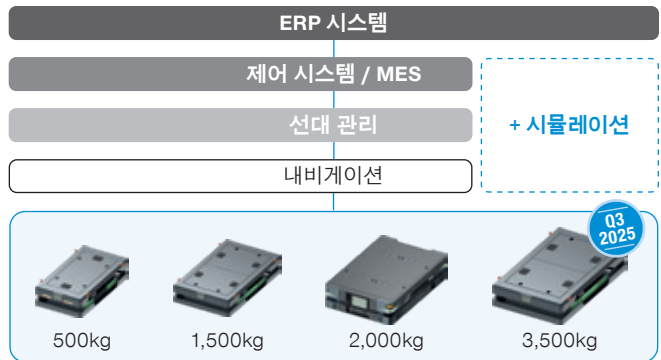 ERP 시스템
제어 시스템 / MES
선대 관리
+ 시뮬레이션
내비게이션
Q3
2025
500kg
1,500kg
2,000kg
3,500kg